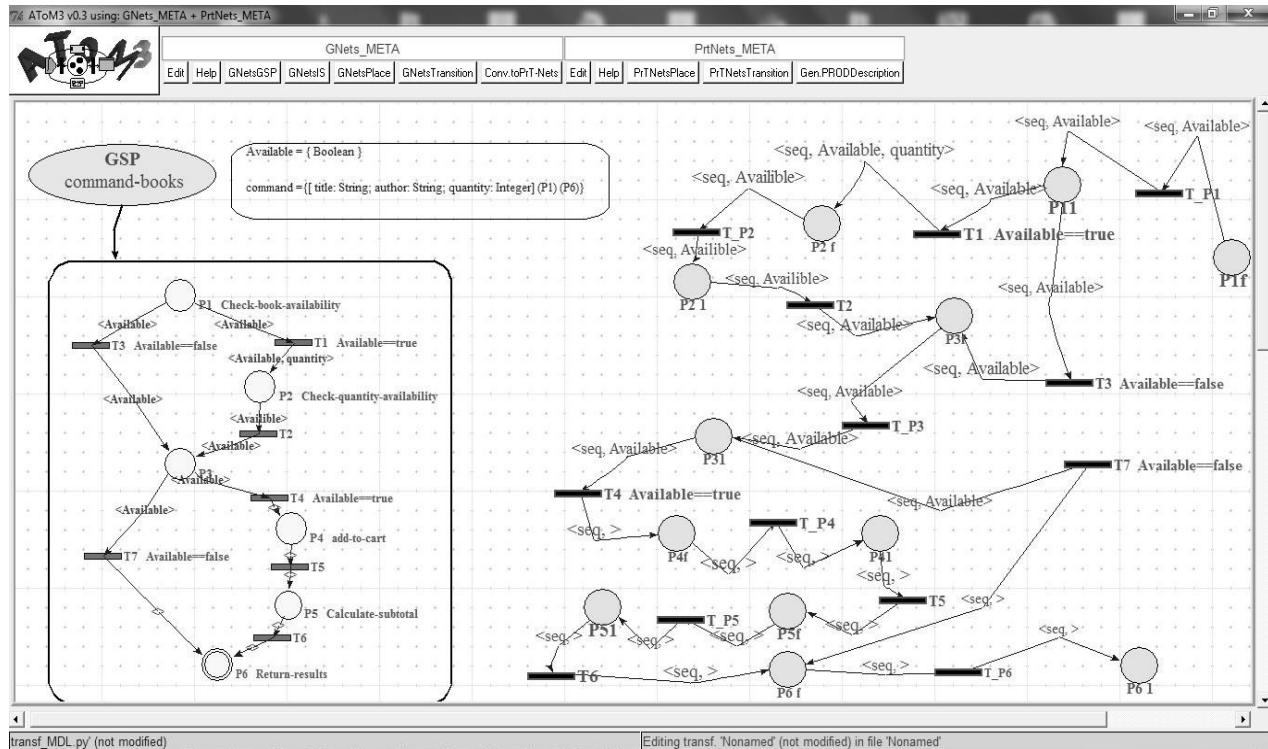 AToM3 v0.3 using: GNets_META + PrtNets_META
AToM3
GNets_META
PrtNets_META
Edit Help GNetsGSP GNetsIS GNetsPlace GNetsTransition Conv.toPrT-Nets Edit Help PrTNetsPlace PrTNetsTransition Gen.PRODDescription
GSP
command-books
Available = { Boolean }
command ={[ title: String; author: String; quantity: Integer] (P1) (P6)}
P1 Check-book-availability
<Available>
<Available>
T3 Available==false
T1 Available==true
<Available, quantity>
P2 Check-quantity-availability
<Available>
<Availible>
T2
<Available>
P3
<Available>
T4 Available==true
<Available>
P4 add-to-cart
T7 Available==false
T5
P5 Calculate-subtotal
T6
P6 Return-results
<seq, Available>
<seq, Available>
<seq, Available, quantity>
<seq, Availible>
<seq, Available>
P11
T_P1
T_P2
P2 f
T1 Available==true
<seq, Availible>
P1f
P2 1
<seq, Availible>
<seq, Available>
T2
<seq, Available>
P3f
<seq, Available>
T3 Available==false
<seq, Available>
T_P3
<seq, Available>
<seq, Available>
P31
T7 Available==false
T4 Available==true
<seq, Available>
<seq, >
T_P4
P4f
<seq, >
<seq, >
P41
<seq, >
T5
<seq, >
P51
T_P5
P5f
<seq, >
<seq, >
<seq, >
<seq, >
<seq, >
T6
<seq, >
P6 f
<seq, >
T_P6
P6 1
transf_MDL.py' (not modified)
Editing transf. 'Nonamed' (not modified) in file 'Nonamed'